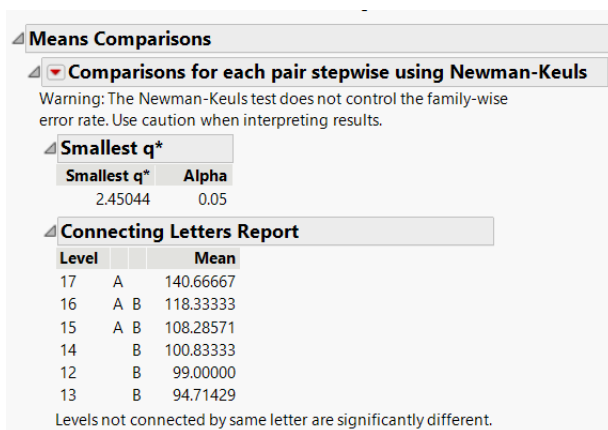 Means Comparisons
Comparisons for each pair stepwise using Newman-Keuls
Warning: The Newman-Keuls test does not control the family-wise
error rate. Use caution when interpreting results.
Smallest q*
Smallest q* Alpha
2.45044 0.05
Connecting Letters Report
Level Mean
17 A 140.66667
16 A B 118.33333
15 A B 108.28571
14 B 100.83333
12 B 99.00000
13 B 94.71429
Levels not connected by same letter are significantly different.